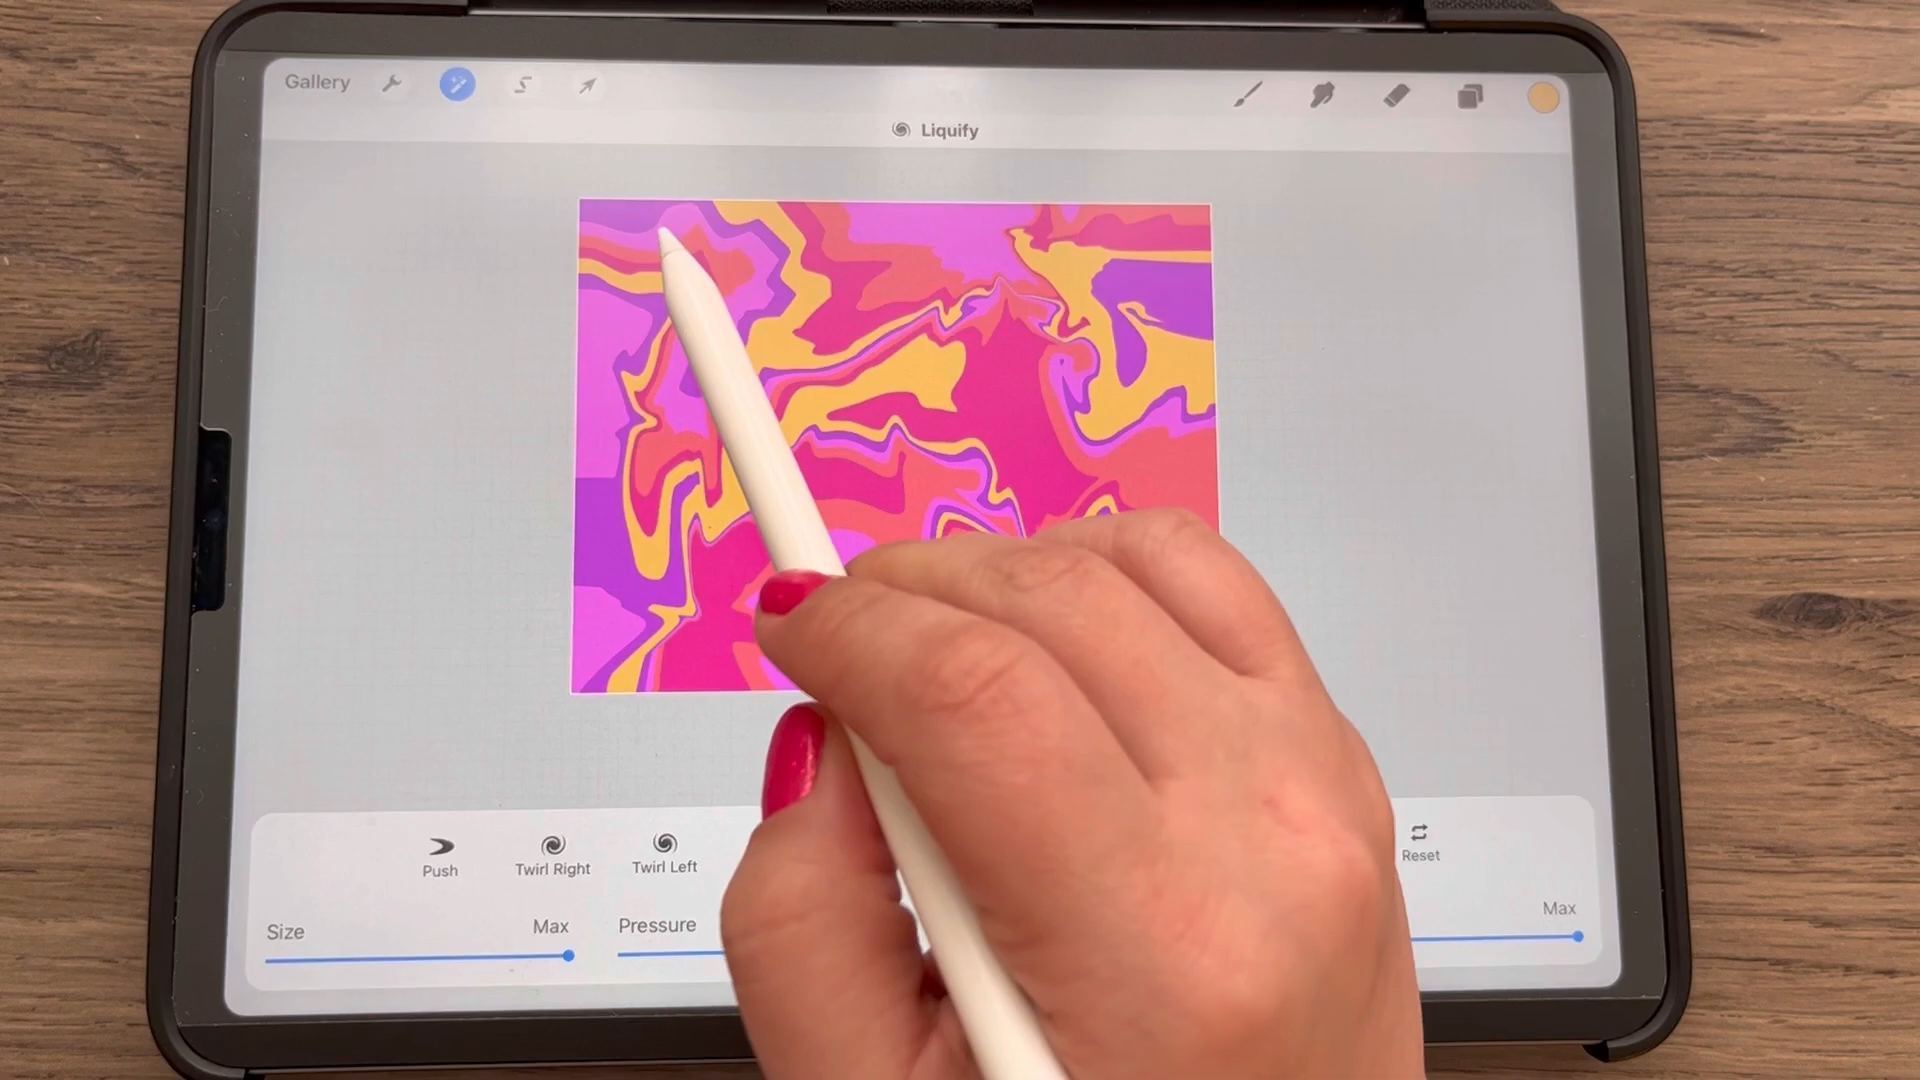 Gallery
Liquify
Push
Twirl Right
Twirl Left
Reset
Size
Max
Pressure
Max